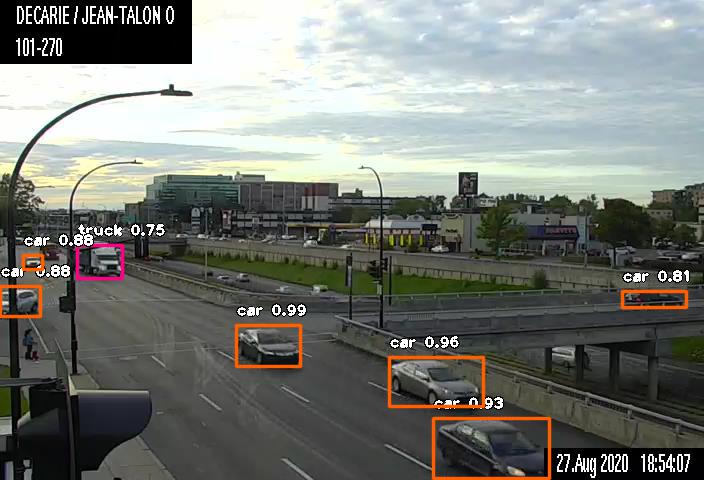 DECARIE / JEAN-TALON O
101-270
truck 0.75
car 0.88
car 0.88
car 0.81
car 0.99
car 0.96
car 0.93
27.Aug 2020 18:54:07